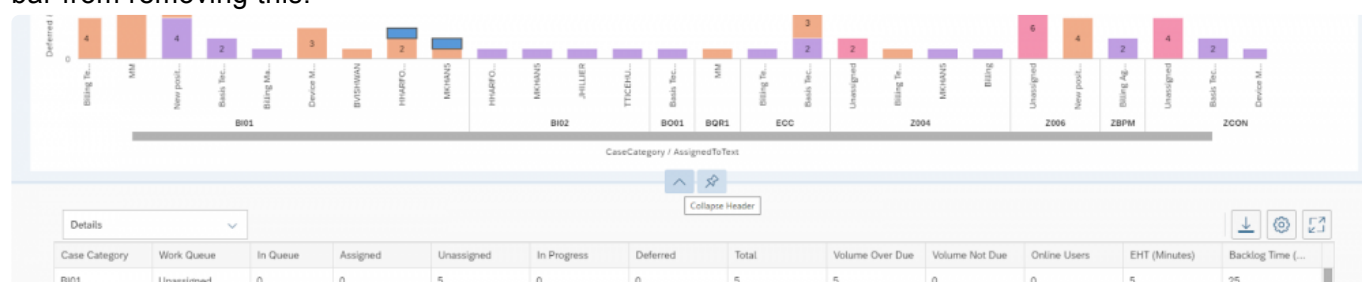 bar from removing this.
Deferred
4
4
2
3
2
3
2
2
6
4
2
4
2
0
Billing Te...
MM
New posit...
Basis Tec...
Billing Ma...
Device M...
BVISHWAN
HHARFO...
MKHANS
HHARFO...
MKHANS
JHILLIER
TTICEHU...
Basis Tec...
MM
Billing Te...
Basis Tec...
Unassigned
Billing Te...
MKHANS
Billing
Unassigned
New posit...
Billing Ag...
Unassigned
Basis Tec...
Device M...
BI01 BI02 BO01 BQR1 ECC Z004 Z006 ZBPM ZCON
CaseCategory / AssignedToText
Collapse Header
Details
Case Category Work Queue In Queue Assigned Unassigned In Progress Deferred Total Volume Over Due Volume Not Due Online Users EHT (Minutes) Backlog Time (...
BI01 Unassigned 0 0 5 0 0 5 5 0 0 5 25